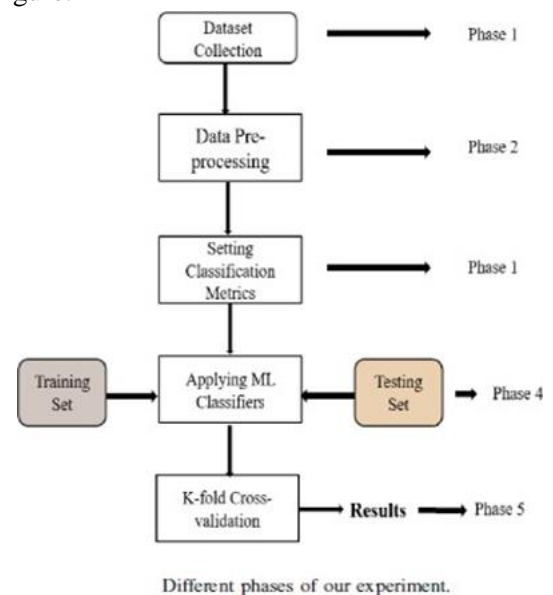 Dataset
Collection
Phase 1
Data Pre-
processing
Phase 2
Setting
Classification
Metrics
Phase 1
Training
Set
Applying ML
Classifiers
Testing
Set
Phase 4
K-fold Cross-
validation
Results
Phase 5
Different phases of our experiment.